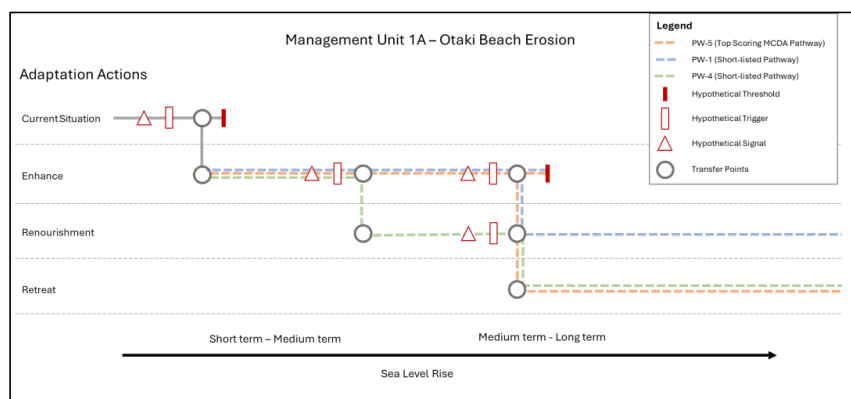 Management Unit 1A – Otaki Beach Erosion
Legend
PW-5 (Top Scoring MCDA Pathway)
PW-1 (Short-listed Pathway)
PW-4 (Short-listed Pathway)
Hypothetical Threshold
Hypothetical Trigger
Hypothetical Signal
Transfer Points
Adaptation Actions
Current Situation
Enhance
Renourishment
Retreat
Short term – Medium term
Medium term - Long term
Sea Level Rise